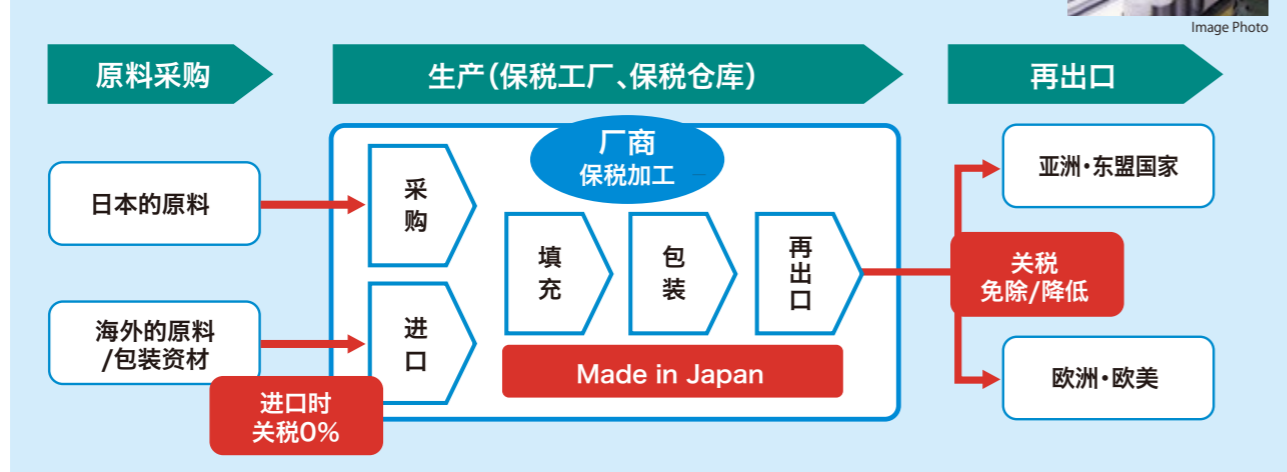 Image Photo
原料采购
生产（保税工厂、保税仓库）
再出口
厂商
保税加工
日本的原料
采购
海外的原料
/包装资材
进口
进口时
关税0%
填充
包装
再出口
Made in Japan
关税
免除/降低
亚洲・东盟国家
欧洲・欧美